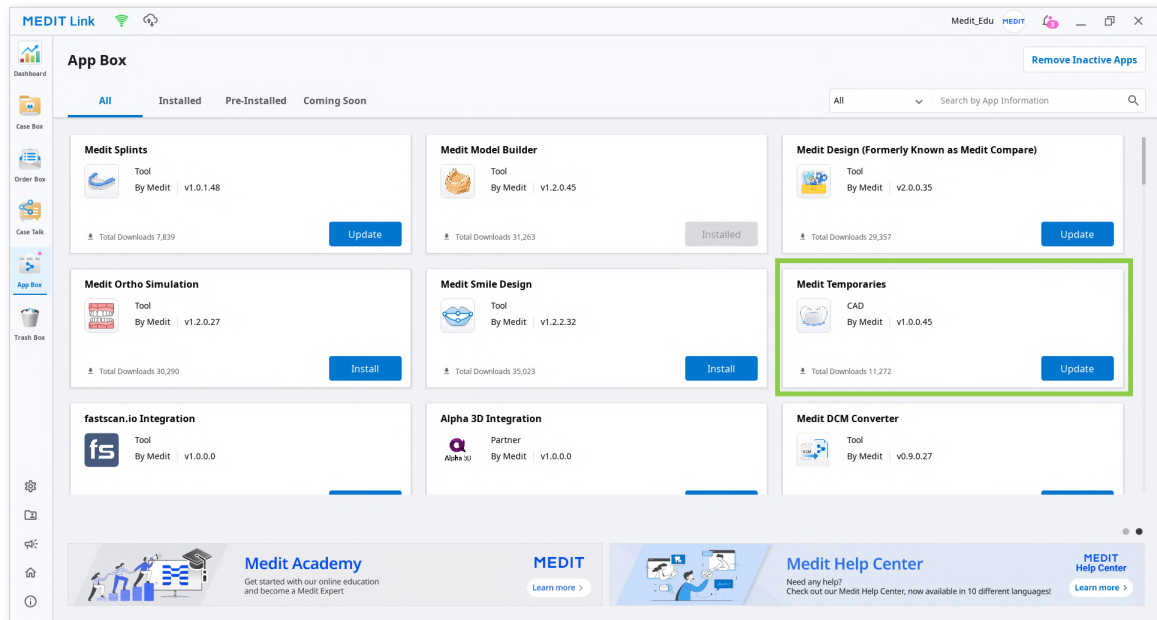 MEDIT Link
Medit_Edu MEDIT 3
Dashboard
Case Box
Order Box
Case Talk
App Box
Trash Box
App Box
Remove Inactive Apps
All Installed Pre-Installed Coming Soon
All Search by App Information
Medit Splints
Tool
By Medit v1.0.1.48
Total Downloads 7,839
Update
Medit Model Builder
Tool
By Medit v1.2.0.45
Total Downloads 31,263
Installed
Medit Design (Formerly Known as Medit Compare)
Tool
By Medit v2.0.0.35
Total Downloads 29,357
Update
Medit Ortho Simulation
Tool
By Medit v1.2.0.27
Total Downloads 30,290
Install
Medit Smile Design
Tool
By Medit v1.2.2.32
Total Downloads 35,023
Install
Medit Temporaries
CAD
By Medit v1.0.0.45
Total Downloads 11,272
Update
fastscan.io Integration
fs
Tool
By Medit v1.0.0.0
Alpha 3D Integration
Alpha 3D
Partner
By Medit v1.0.0.0
Medit DCM Converter
Tool
By Medit v0.9.0.27
Medit Academy
Get started with our online education
and become a Medit Expert
MEDIT
Learn more >
Medit Help Center
Need any help?
Check out our Medit Help Center, now available in 10 different languages!
MEDIT
Help Center
Learn more >